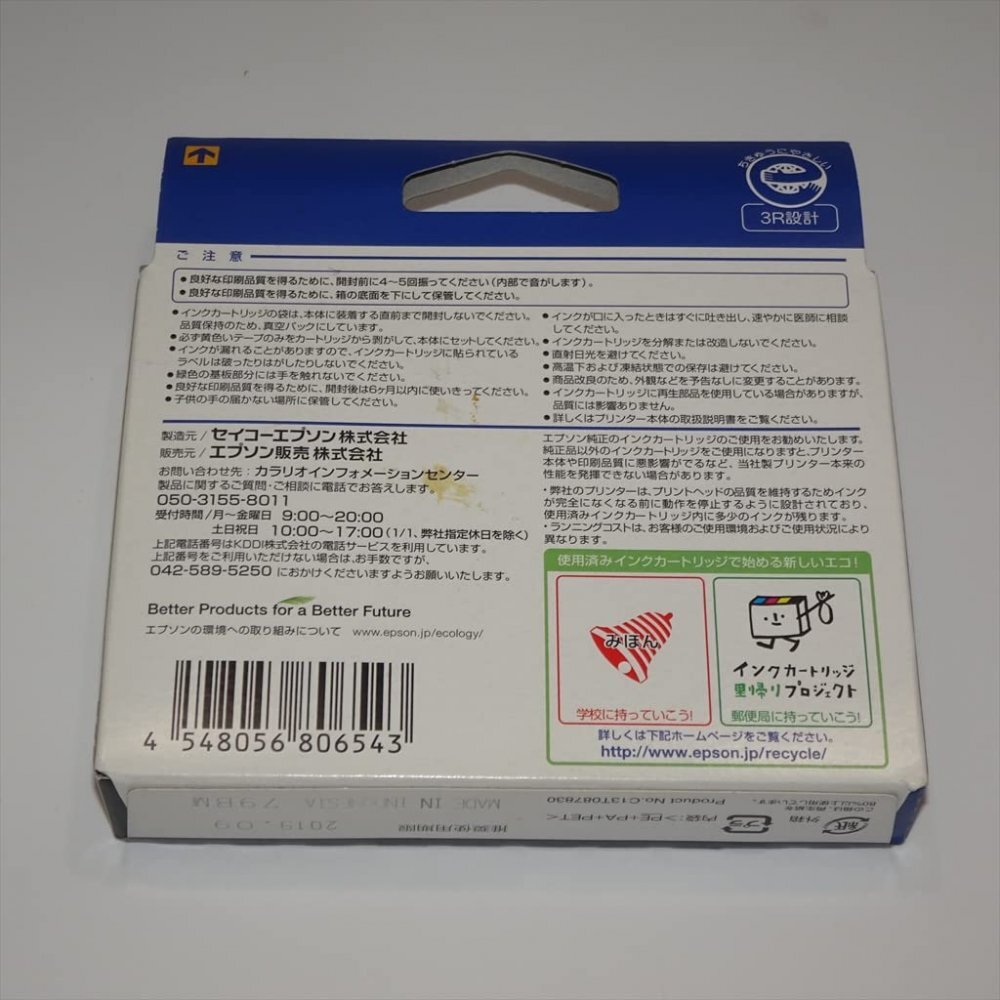 ちきゅうにやさしい
3R設計
ご注意
●良好な印刷品質を得るために、開封前に4～5回振ってください(内部で音がします)。
●良好な印刷品質を得るために、箱の底面を下にして保管してください。
●インクカートリッジの袋は、本体に装着する直前まで開封しないでください。
品質保持のため、真空パックにしています。
●必ず黄色いテープのみをカートリッジから剥がして、本体にセットしてください。
●インクが漏れることがありますので、インクカートリッジに貼られている
ラベルは破ったりはがしたりしないでください。
●緑色の基板部分には手を触れないでください。
●良好な印刷品質を得るために、開封後は6ヶ月以内に使いきってください。
●子供の手の届かない場所に保管してください。
●インクが口に入ったときはすぐに吐き出し、速やかに医師に相談
してください。
●インクカートリッジを分解または改造しないでください。
●直射日光を避けてください。
●高温下および凍結状態での保存は避けてください。
●商品改良のため、外観などを予告なしに変更することがあります。
●インクカートリッジに再生部品を使用している場合がありますが、
品質には影響ありません。
●詳しくはプリンター本体の取扱説明書をご覧ください。
製造元/セイコーエプソン株式会社
販売元/エプソン販売株式会社
お問い合わせ先:カラリオインフォメーションセンター
製品に関するご質問・ご相談に電話でお答えします。
050-3155-8011
受付時間/月～金曜日 9:00～20:00
土日祝日 10:00～17:00(1/1、弊社指定休日を除く)
上記電話番号はKDDI株式会社の電話サービスを利用しています。
上記番号をご利用いただけない場合は、お手数ですが、
042-589-5250におかけくださいますようお願いいたします。
Better Products for a Better Future
エプソンの環境への取り組みについて www.epson.jp/ecology/
4 548056 806543
エプソン純正のインクカートリッジのご使用をお勧めいたします。
純正品以外のインクカートリッジをご使用になりますと、プリンター
本体や印刷品質に悪影響がでるなど、当社製プリンター本来の
性能を発揮できない場合があります。
・弊社のプリンターは、プリントヘッドの品質を維持するためインク
が完全になくなる前に動作を停止するように設計されており、
使用済みインクカートリッジ内に多少のインクが残ります。
・ランニングコストは、お客様のご使用環境およびご使用状況により
異なります。
使用済みインクカートリッジで始める新しいエコ!
みほん
学校に持っていこう!
インクカートリッジ
里帰りプロジェクト
郵便局に持っていこう!
詳しくは下記ホームページをご覧ください。
http://www.epson.jp/recycle/
紙
外箱
プラ
内袋:>PE+PA+PET<
この箱は、再生紙を
80%以上使用しています。
Product No.C13T087830
MADE IN INDONESIA 79BM
推奨使用期限 2019.09